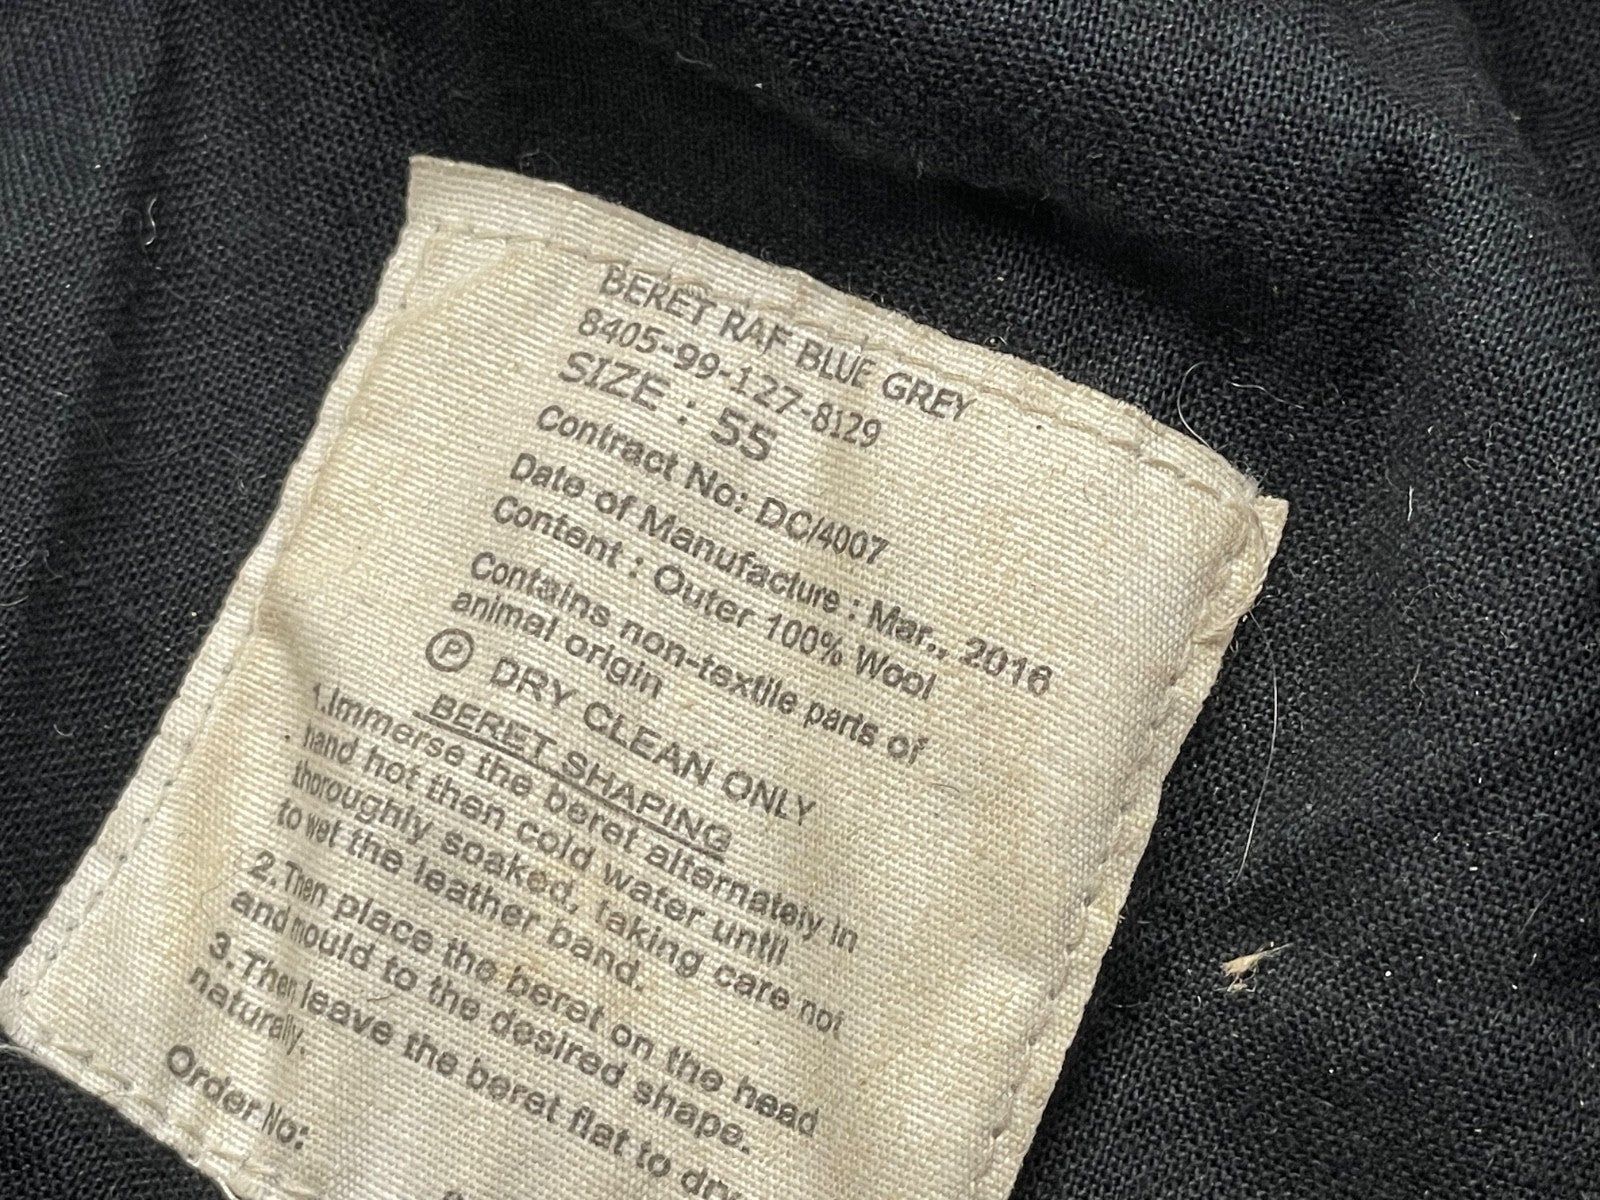 BERET RAF BLUE GREY
8405-99-127-8129
SIZE : 55
Contract No: DC/4007
Date of Manufacture : Mar., 2016
Content : Outer 100% Wool
Contains non-textile parts of
animal origin
Ⓟ DRY CLEAN ONLY
BERET SHAPING
1.Immerse the beret alternately in
hand hot then cold water until
thoroughly soaked, taking care not
to wet the leather band.
2.Then place the beret on the head
and mould to the desired shape.
3.Then leave the beret flat to dry
naturally.
Order No: